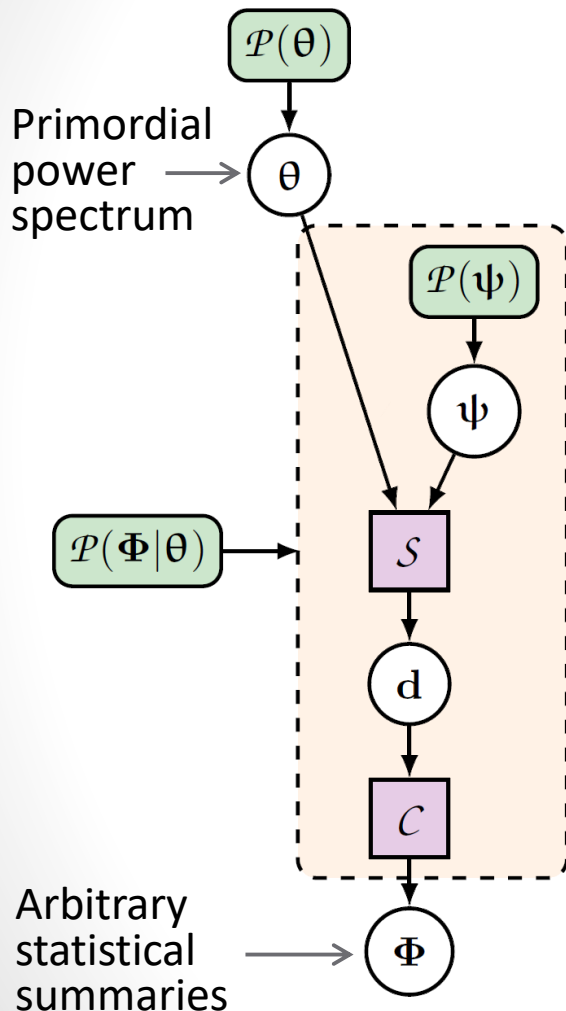 𝒫(θ)
Primordial
power
spectrum
θ
𝒫(ψ)
ψ
𝒫(Φ|θ)
𝒮
d
𝒞
Arbitrary
statistical
summaries
Φ